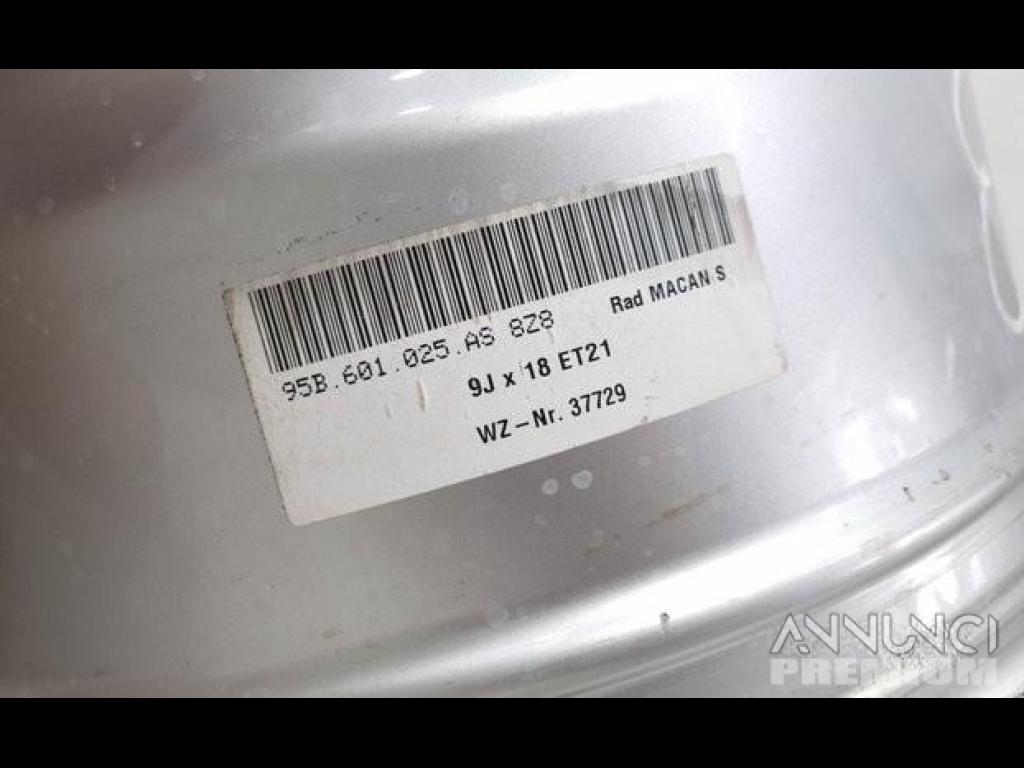 95B.601.025.AS 8Z8
Rad MACAN S
9J x 18 ET21
WZ-Nr. 37729
ANNUNCI
PREMIUM